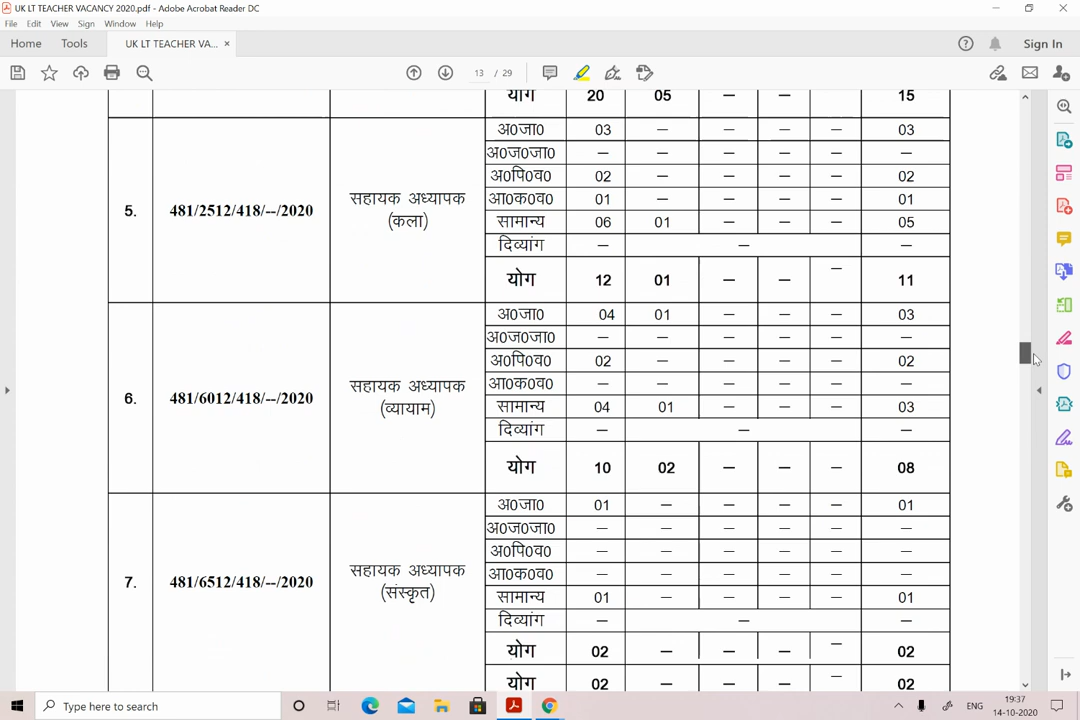 UK LT TEACHER VACANCY 2020.pdf - Adobe Acrobat Reader DC
File Edit View Sign Window Help
Home Tools UK LT TEACHER VA... × Sign In
13 / 29
योग 20 05 – – 15
5. 481/2512/418/--/2020 सहायक अध्यापक (कला)
अ0जा0 03 – – – – 03
अ0ज0जा0 – – – – – –
अ0पि0व0 02 – – – – 02
आ0क0व0 01 – – – – 01
सामान्य 06 01 – – – 05
दिव्यांग – – –
योग 12 01 – – – 11
6. 481/6012/418/--/2020 सहायक अध्यापक (व्यायाम)
अ0जा0 04 01 – – – 03
अ0ज0जा0 – – – – – –
अ0पि0व0 02 – – – – 02
आ0क0व0 – – – – – –
सामान्य 04 01 – – – 03
दिव्यांग – – –
योग 10 02 – – – 08
7. 481/6512/418/--/2020 सहायक अध्यापक (संस्कृत)
अ0जा0 01 – – – – 01
अ0ज0जा0 – – – – – –
अ0पि0व0 – – – – – –
आ0क0व0 – – – – – –
सामान्य 01 – – – – 01
दिव्यांग – – –
योग 02 – – – – 02
योग 02 – – – – 02
Type here to search ENG 19:37
14-10-2020